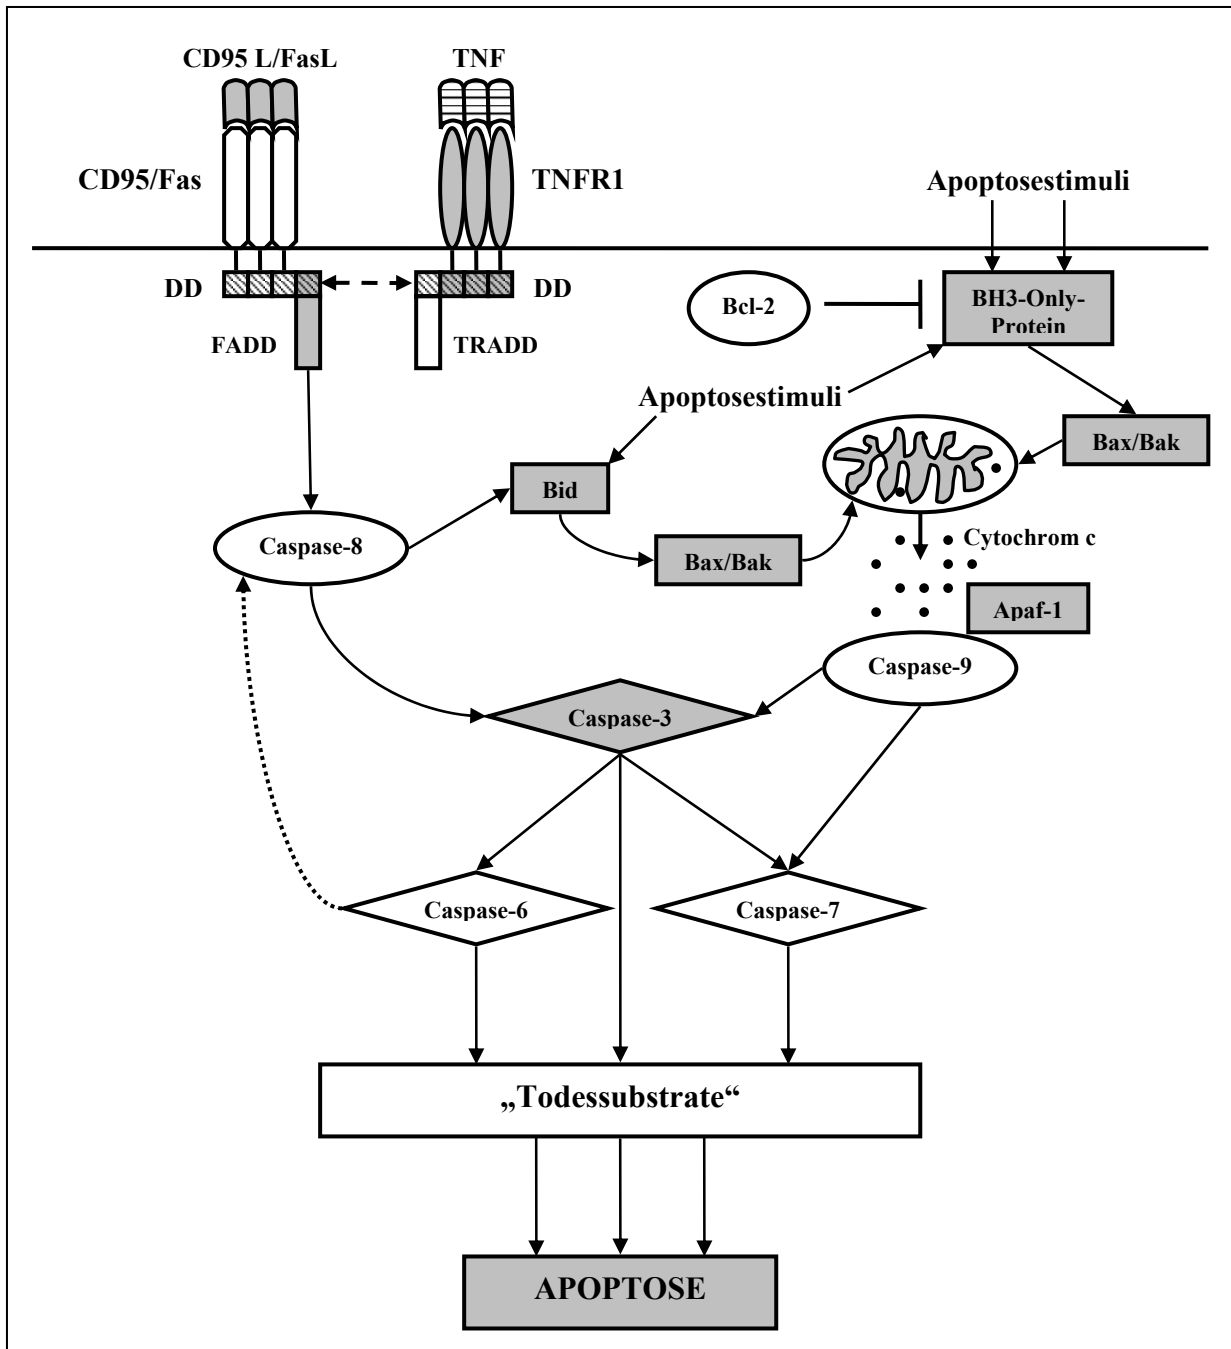 CD95 L/FasL
TNF
CD95/Fas
TNFR1
Apoptosestimuli
DD
DD
Bcl-2
BH3-Only-
Protein
FADD
TRADD
Apoptosestimuli
Bax/Bak
Bid
Caspase-8
Bax/Bak
Cytochrom c
Apaf-1
Caspase-9
Caspase-3
Caspase-6
Caspase-7
„Todessubstrate“
APOPTOSE